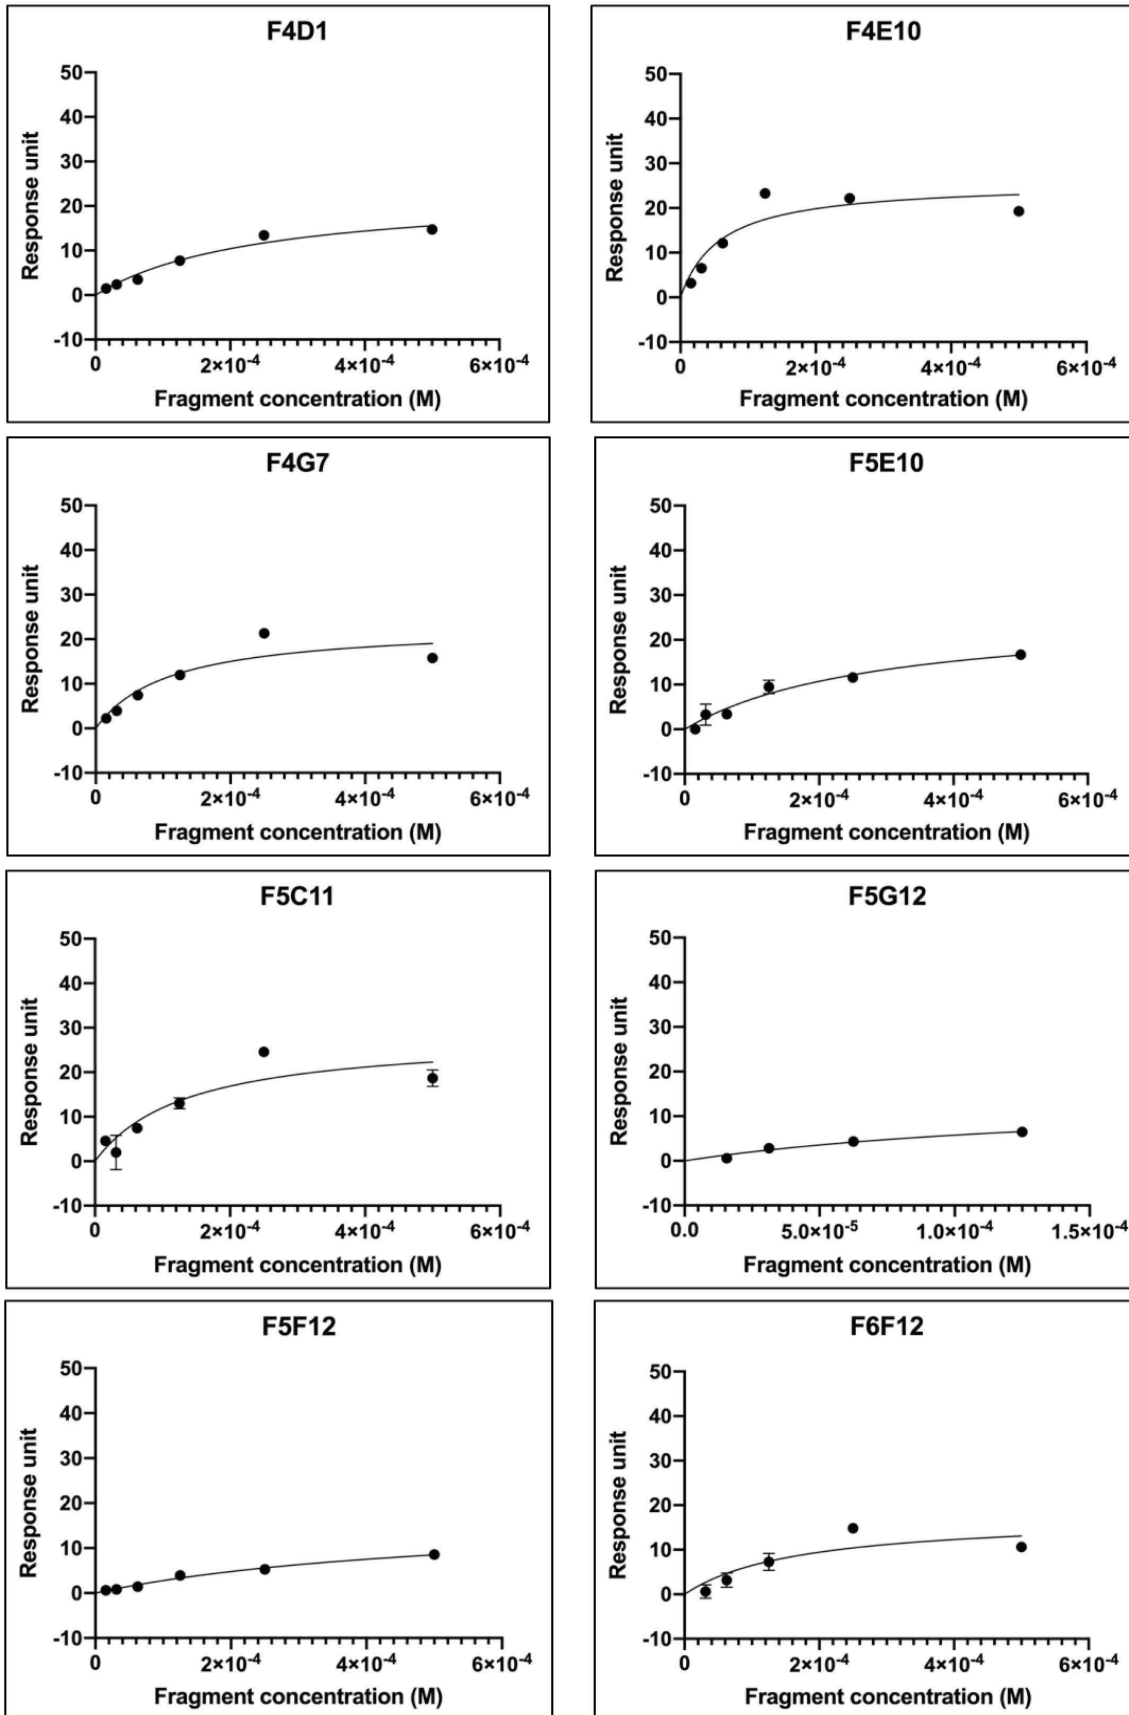 F4D1
50
40
30
20
10
0
-10
Response unit
0 2×10⁻⁴ 4×10⁻⁴ 6×10⁻⁴
Fragment concentration (M)
F4E10
50
40
30
20
10
0
-10
Response unit
0 2×10⁻⁴ 4×10⁻⁴ 6×10⁻⁴
Fragment concentration (M)
F4G7
50
40
30
20
10
0
-10
Response unit
0 2×10⁻⁴ 4×10⁻⁴ 6×10⁻⁴
Fragment concentration (M)
F5E10
50
40
30
20
10
0
-10
Response unit
0 2×10⁻⁴ 4×10⁻⁴ 6×10⁻⁴
Fragment concentration (M)
F5C11
50
40
30
20
10
0
-10
Response unit
0 2×10⁻⁴ 4×10⁻⁴ 6×10⁻⁴
Fragment concentration (M)
F5G12
50
40
30
20
10
0
-10
Response unit
0.0 5.0×10⁻⁵ 1.0×10⁻⁴ 1.5×10⁻⁴
Fragment concentration (M)
F5F12
50
40
30
20
10
0
-10
Response unit
0 2×10⁻⁴ 4×10⁻⁴ 6×10⁻⁴
Fragment concentration (M)
F6F12
50
40
30
20
10
0
-10
Response unit
0 2×10⁻⁴ 4×10⁻⁴ 6×10⁻⁴
Fragment concentration (M)